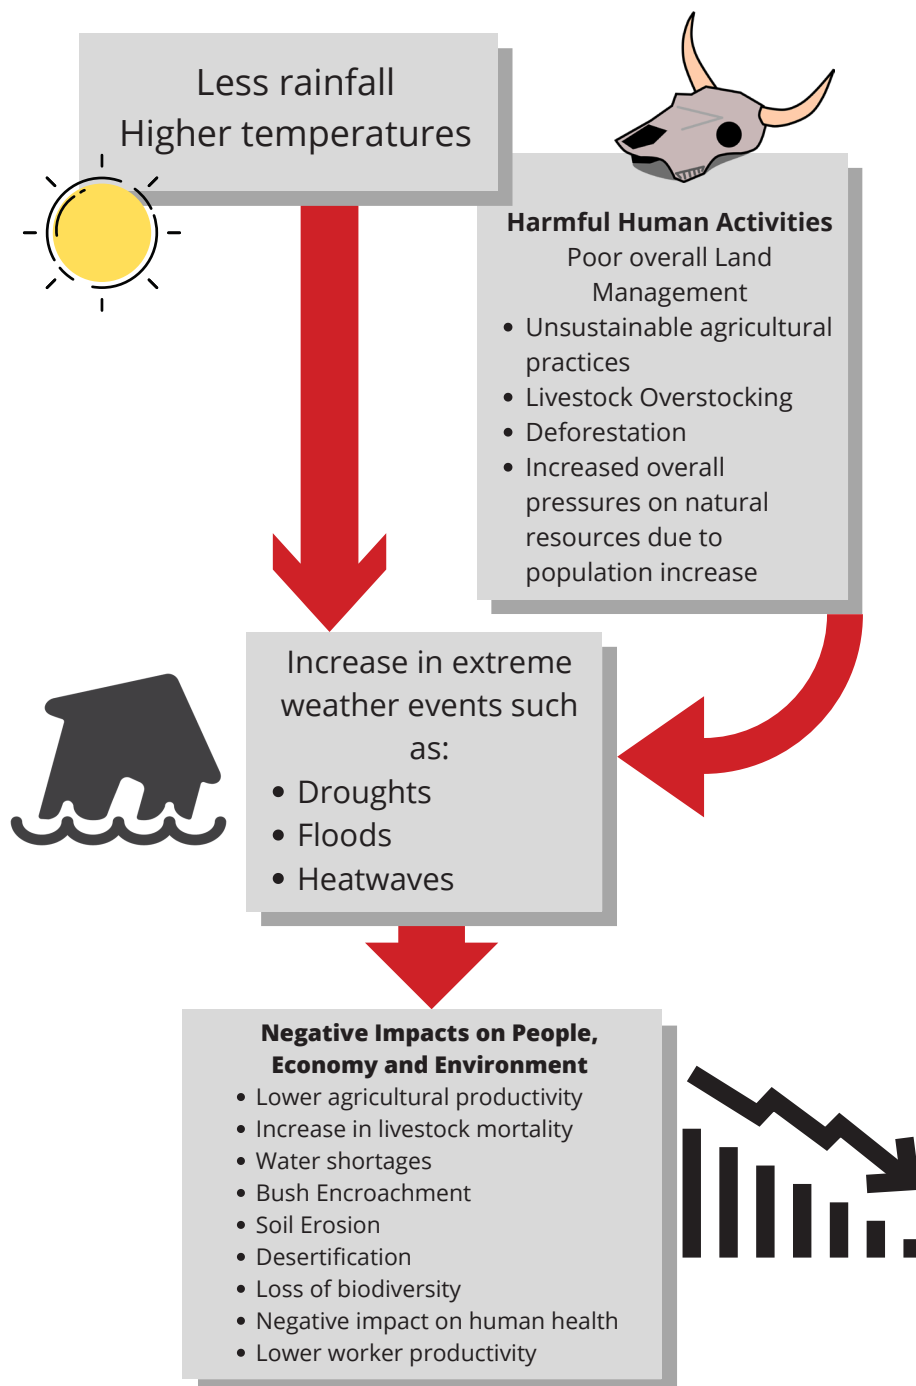 Less rainfall
Higher temperatures
Harmful Human Activities
Poor overall Land
Management
• Unsustainable agricultural
practices
• Livestock Overstocking
• Deforestation
• Increased overall
pressures on natural
resources due to
population increase
Increase in extreme
weather events such
as:
• Droughts
• Floods
• Heatwaves
Negative Impacts on People,
Economy and Environment
• Lower agricultural productivity
• Increase in livestock mortality
• Water shortages
• Bush Encroachment
• Soil Erosion
• Desertification
• Loss of biodiversity
• Negative impact on human health
• Lower worker productivity